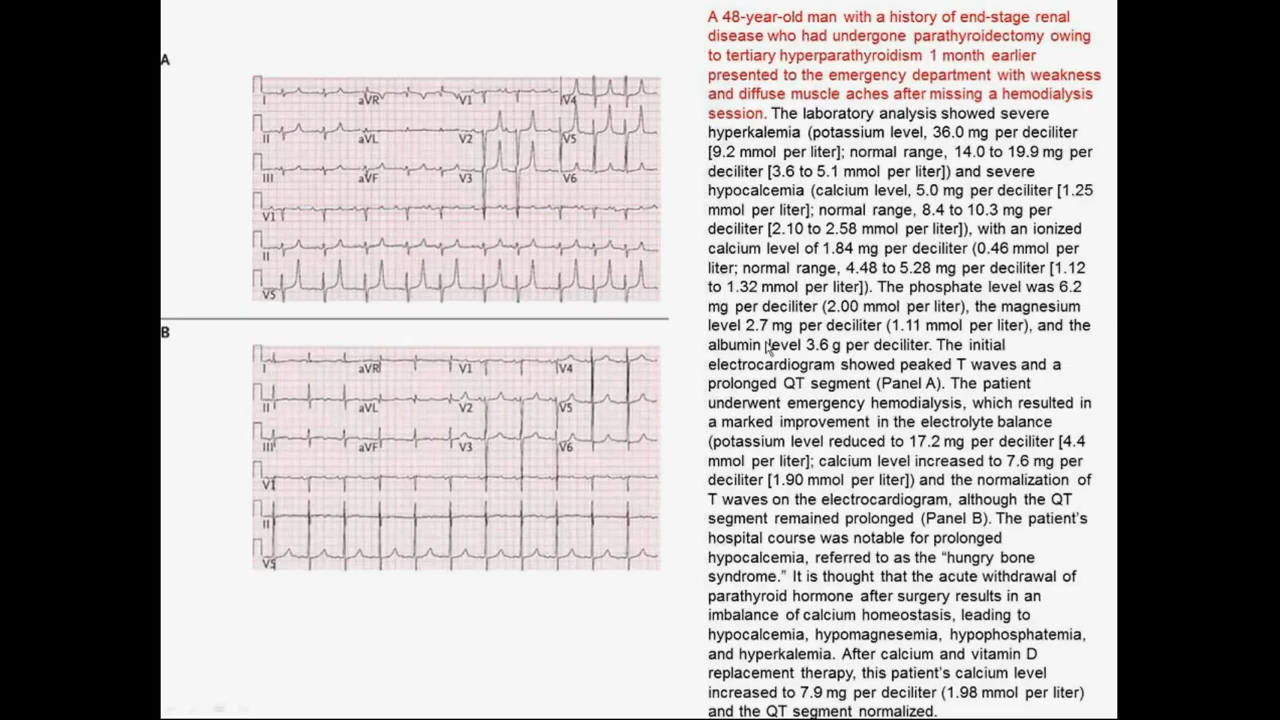 A
I
aVR
V1
V4
II
aVL
V2
V5
III
aVF
V3
V6
V1
II
V5
B
I
aVR
V1
V4
II
aVL
V2
V5
III
aVF
V3
V6
V1
II
V5
A 48-year-old man with a history of end-stage renal
disease who had undergone parathyroidectomy owing
to tertiary hyperparathyroidism 1 month earlier
presented to the emergency department with weakness
and diffuse muscle aches after missing a hemodialysis
session. The laboratory analysis showed severe
hyperkalemia (potassium level, 36.0 mg per deciliter
[9.2 mmol per liter]; normal range, 14.0 to 19.9 mg per
deciliter [3.6 to 5.1 mmol per liter]) and severe
hypocalcemia (calcium level, 5.0 mg per deciliter [1.25
mmol per liter]; normal range, 8.4 to 10.3 mg per
deciliter [2.10 to 2.58 mmol per liter]), with an ionized
calcium level of 1.84 mg per deciliter (0.46 mmol per
liter; normal range, 4.48 to 5.28 mg per deciliter [1.12
to 1.32 mmol per liter]). The phosphate level was 6.2
mg per deciliter (2.00 mmol per liter), the magnesium
level 2.7 mg per deciliter (1.11 mmol per liter), and the
albumin level 3.6 g per deciliter. The initial
electrocardiogram showed peaked T waves and a
prolonged QT segment (Panel A). The patient
underwent emergency hemodialysis, which resulted in
a marked improvement in the electrolyte balance
(potassium level reduced to 17.2 mg per deciliter [4.4
mmol per liter]; calcium level increased to 7.6 mg per
deciliter [1.90 mmol per liter]) and the normalization of
T waves on the electrocardiogram, although the QT
segment remained prolonged (Panel B). The patient's
hospital course was notable for prolonged
hypocalcemia, referred to as the “hungry bone
syndrome.” It is thought that the acute withdrawal of
parathyroid hormone after surgery results in an
imbalance of calcium homeostasis, leading to
hypocalcemia, hypomagnesemia, hypophosphatemia,
and hyperkalemia. After calcium and vitamin D
replacement therapy, this patient's calcium level
increased to 7.9 mg per deciliter (1.98 mmol per liter)
and the QT segment normalized.